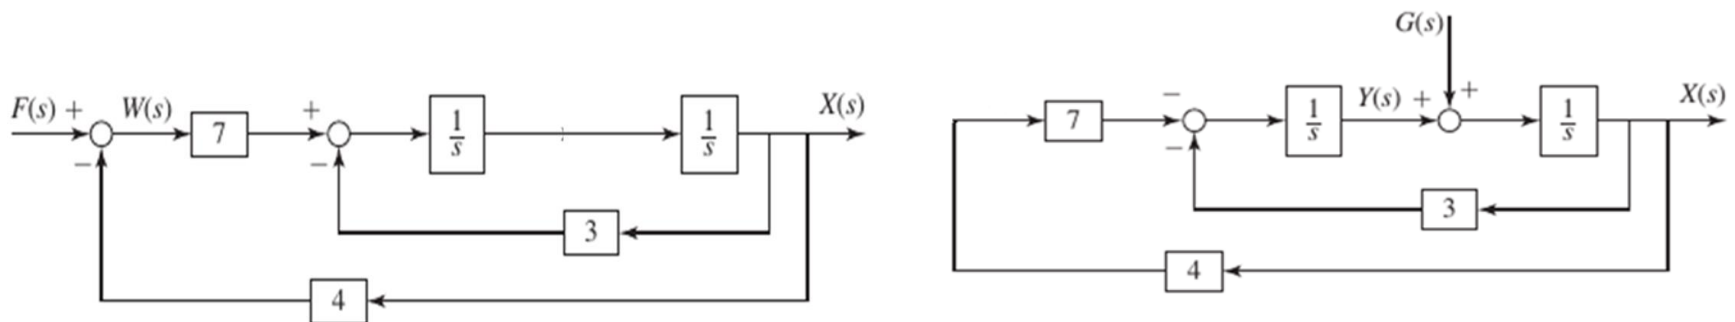 F(s) + W(s) 7 + 1/s 1/s X(s)
− −
3
4
G(s)
7 − 1/s Y(s) + + 1/s X(s)
−
3
4